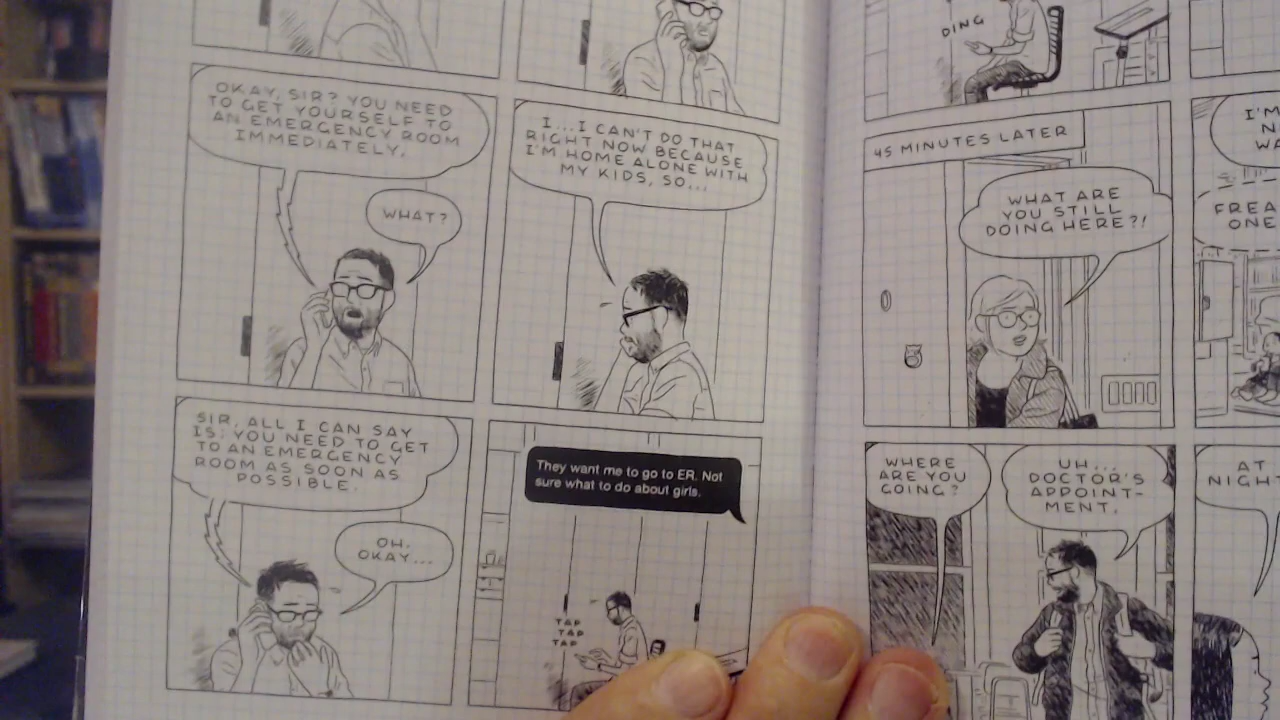 OKAY, SIR? YOU NEED
TO GET YOURSELF TO
AN EMERGENCY ROOM
IMMEDIATELY.
WHAT?
I...I CAN'T DO THAT
RIGHT NOW BECAUSE
I'M HOME ALONE WITH
MY KIDS, SO...
SIR, ALL I CAN SAY
IS: YOU NEED TO GET
TO AN EMERGENCY
ROOM AS SOON AS
POSSIBLE.
OH.
OKAY...
They want me to go to ER. Not
sure what to do about girls.
TAP
TAP
TAP
DING
45 MINUTES LATER
WHAT ARE
YOU STILL
DOING HERE?!
I'M
FREA
ONE
WHERE
ARE YOU
GOING?
UH...
DOCTOR'S
APPOINT-
MENT.
AT
NIGH